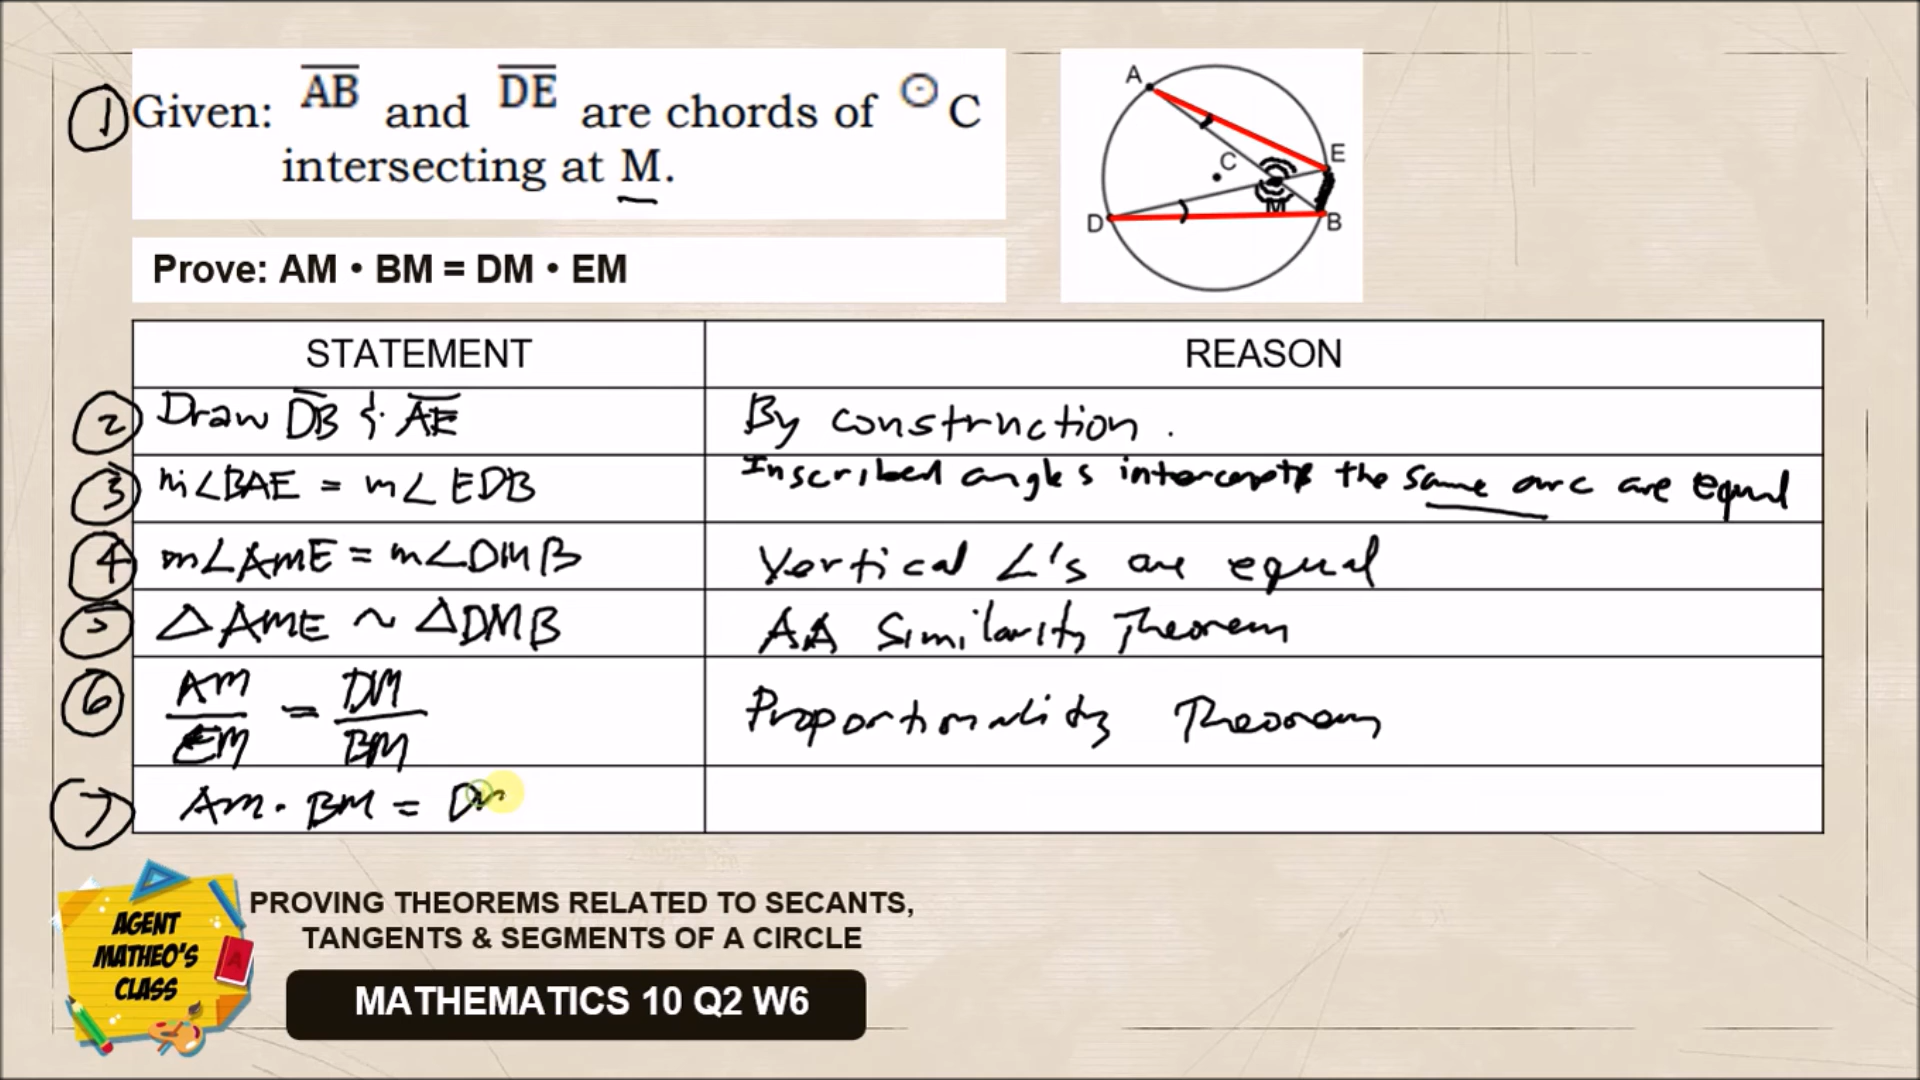 1 Given: AB and DE are chords of ⊙ C
intersecting at M.
Prove: AM • BM = DM • EM
A
E
C
M
D
B
STATEMENT REASON
2 Draw DB & AE By construction.
3 m∠BAE = m∠EDB Inscribed angles intercepts the same arc are equal
4 m∠AME = m∠DMB Vertical ∠'s are equal
5 △AME ~ △DMB AA Similarity Theorem
6 AM/EM = DM/BM Proportionality Theorem
7 AM · BM = DM
AGENT
MATHEO'S
CLASS
PROVING THEOREMS RELATED TO SECANTS,
TANGENTS & SEGMENTS OF A CIRCLE
MATHEMATICS 10 Q2 W6